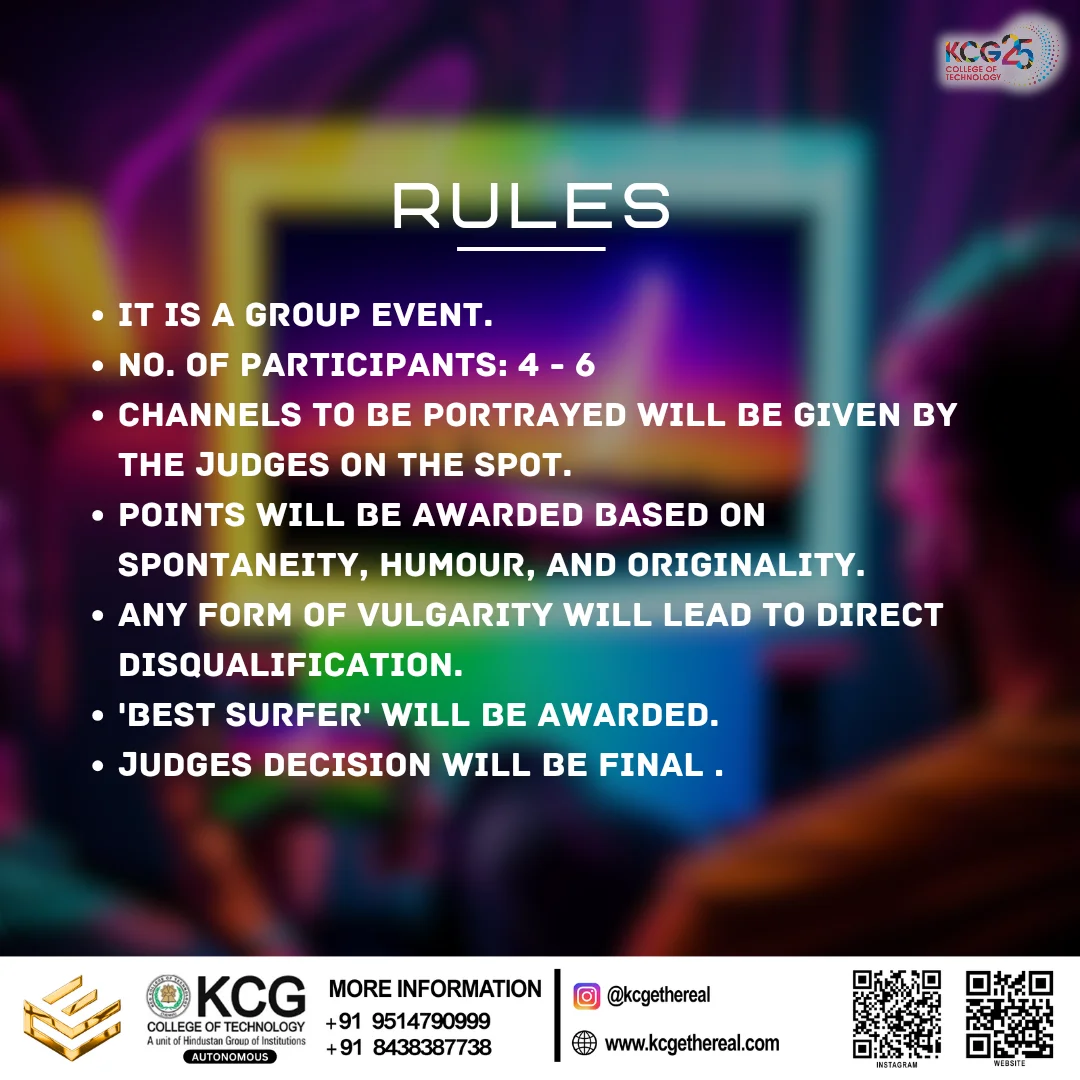 KCG25
COLLEGE OF
TECHNOLOGY
RULES
• IT IS A GROUP EVENT.
• NO. OF PARTICIPANTS: 4 - 6
• CHANNELS TO BE PORTRAYED WILL BE GIVEN BY
THE JUDGES ON THE SPOT.
• POINTS WILL BE AWARDED BASED ON
SPONTANEITY, HUMOUR, AND ORIGINALITY.
• ANY FORM OF VULGARITY WILL LEAD TO DIRECT
DISQUALIFICATION.
• 'BEST SURFER' WILL BE AWARDED.
• JUDGES DECISION WILL BE FINAL .
KCG
COLLEGE OF TECHNOLOGY
A unit of Hindustan Group of Institutions
AUTONOMOUS
MORE INFORMATION
+91 9514790999
+91 8438387738
@kcgethereal
www.kcgethereal.com
INSTAGRAM
WEBSITE